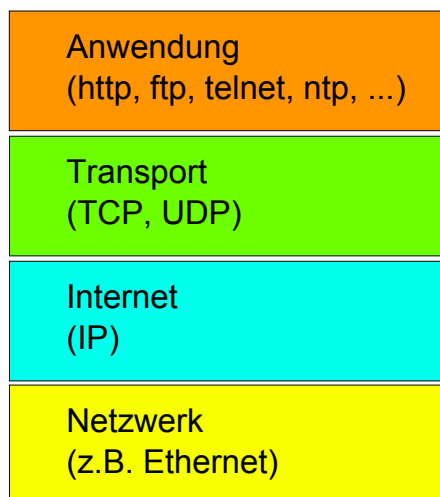 Anwendung
(http, ftp, telnet, ntp, ...)
Transport
(TCP, UDP)
Internet
(IP)
Netzwerk
(z.B. Ethernet)